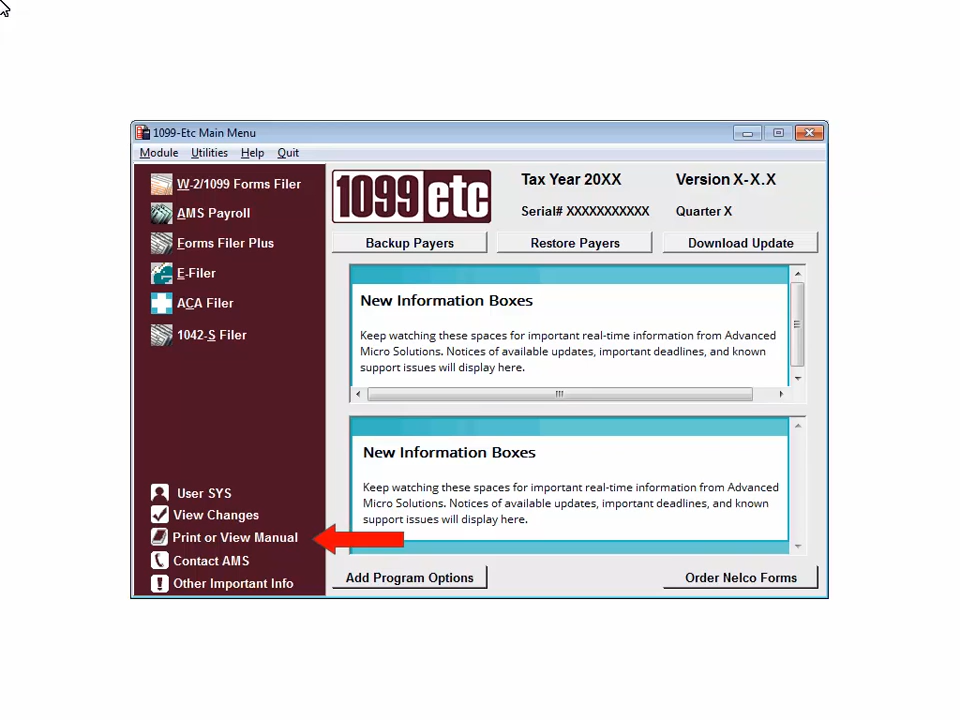 1099-Etc Main Menu
Module Utilities Help Quit
W-2/1099 Forms Filer
AMS Payroll
Forms Filer Plus
E-Filer
ACA Filer
1042-S Filer
User SYS
View Changes
Print or View Manual
Contact AMS
Other Important Info
1099 etc
Tax Year 20XX
Version X-X.X
Serial# XXXXXXXXXXX
Quarter X
Backup Payers
Restore Payers
Download Update
New Information Boxes
Keep watching these spaces for important real-time information from Advanced
Micro Solutions. Notices of available updates, important deadlines, and known
support issues will display here.
New Information Boxes
Keep watching these spaces for important real-time information from Advanced
Micro Solutions. Notices of available updates, important deadlines, and known
support issues will display here.
Add Program Options
Order Nelco Forms